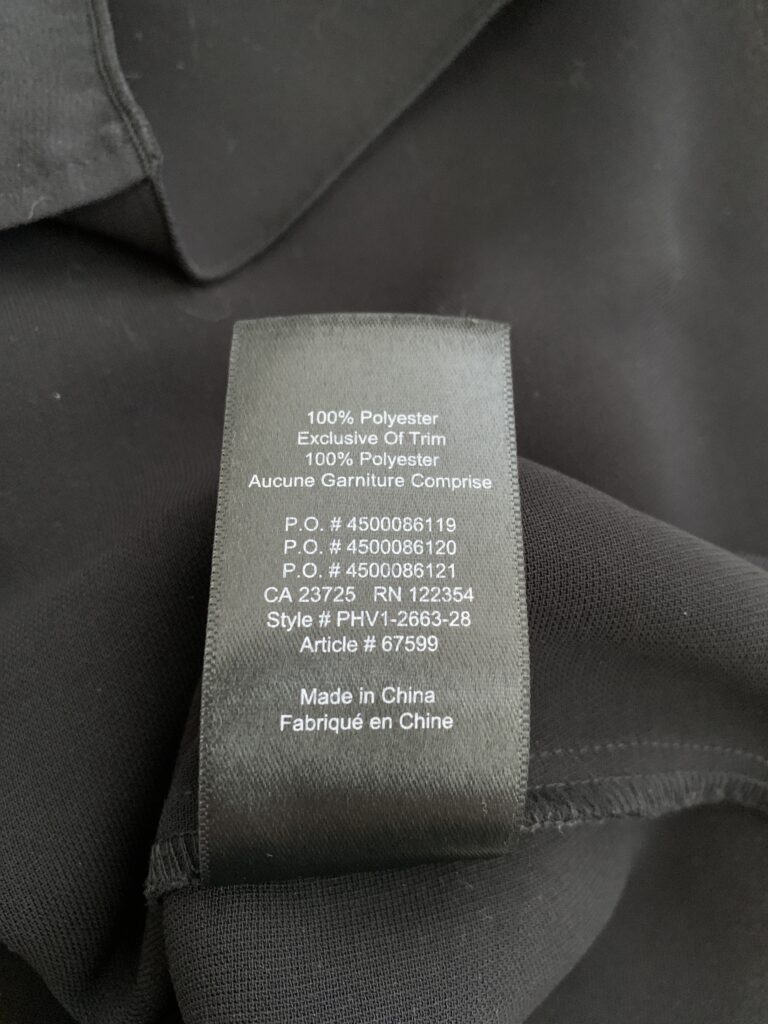 100% Polyester
Exclusive Of Trim
100% Polyester
Aucune Garniture Comprise
P.O. # 4500086119
P.O. # 4500086120
P.O. # 4500086121
CA 23725 RN 122354
Style # PHV1-2663-28
Article # 67599
Made in China
Fabriqué en Chine